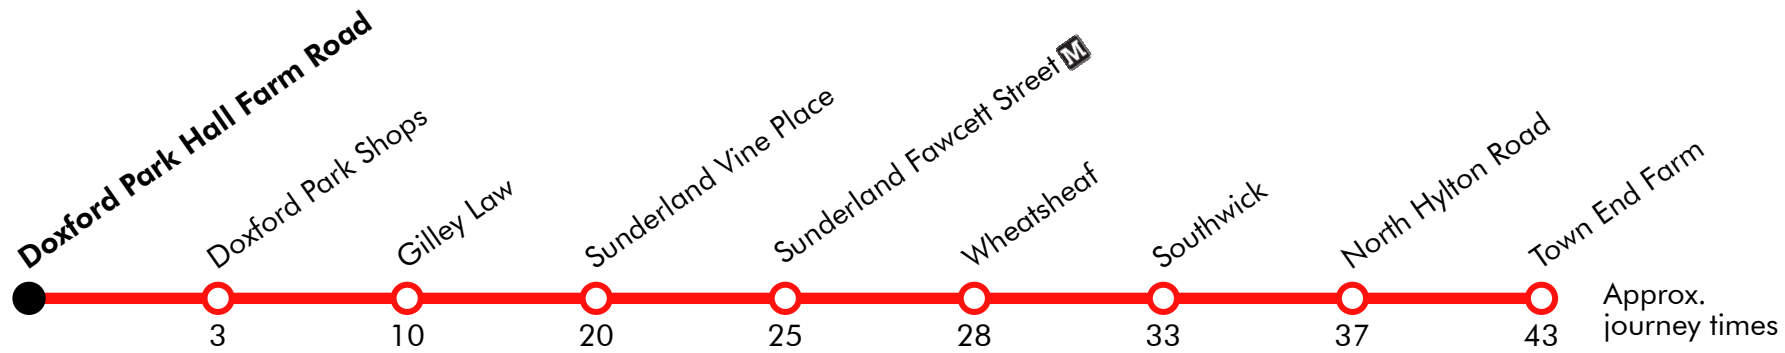 Doxford Park Hall Farm Road
Doxford Park Shops
Gilley Law
Sunderland Vine Place
Sunderland Fawcett Street M
Wheatsheaf
Southwick
North Hylton Road
Town End Farm
3
10
20
25
28
33
37
43
Approx.
journey times